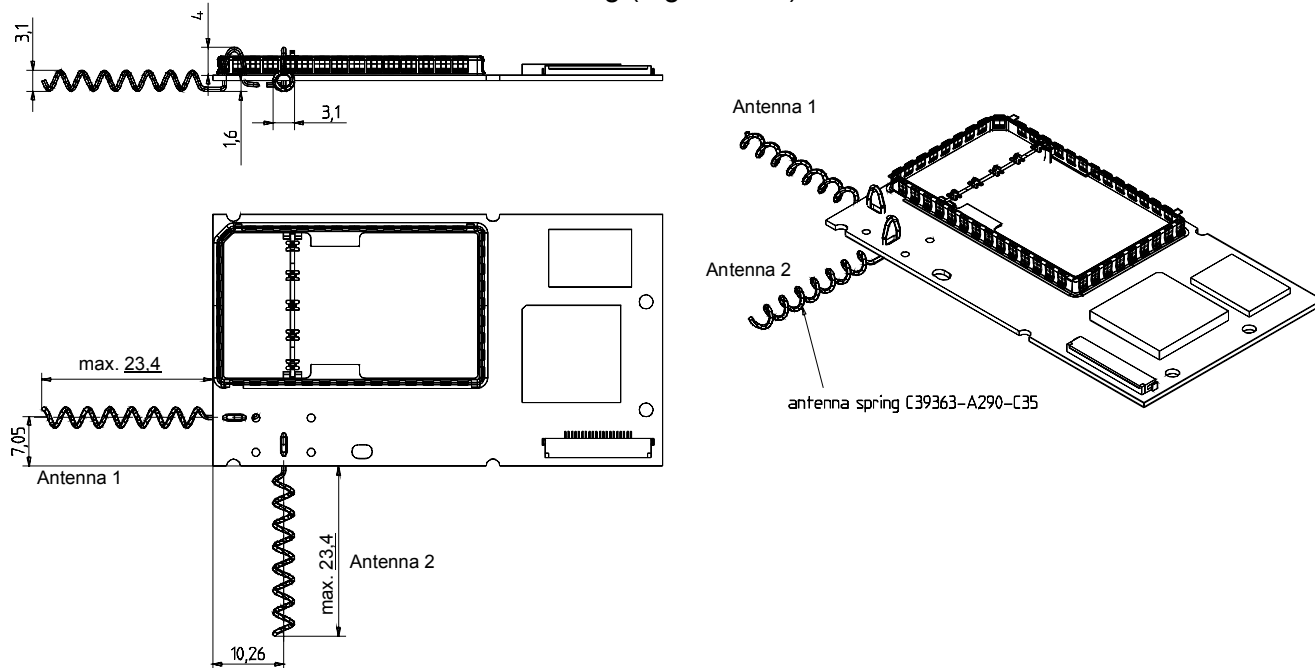 4
3,1
1,6
3,1
Antenna 1
Antenna 2
antenna spring C39363-A290-C35
max. 23,4
7,05
Antenna 1
max. 23,4
Antenna 2
10,26